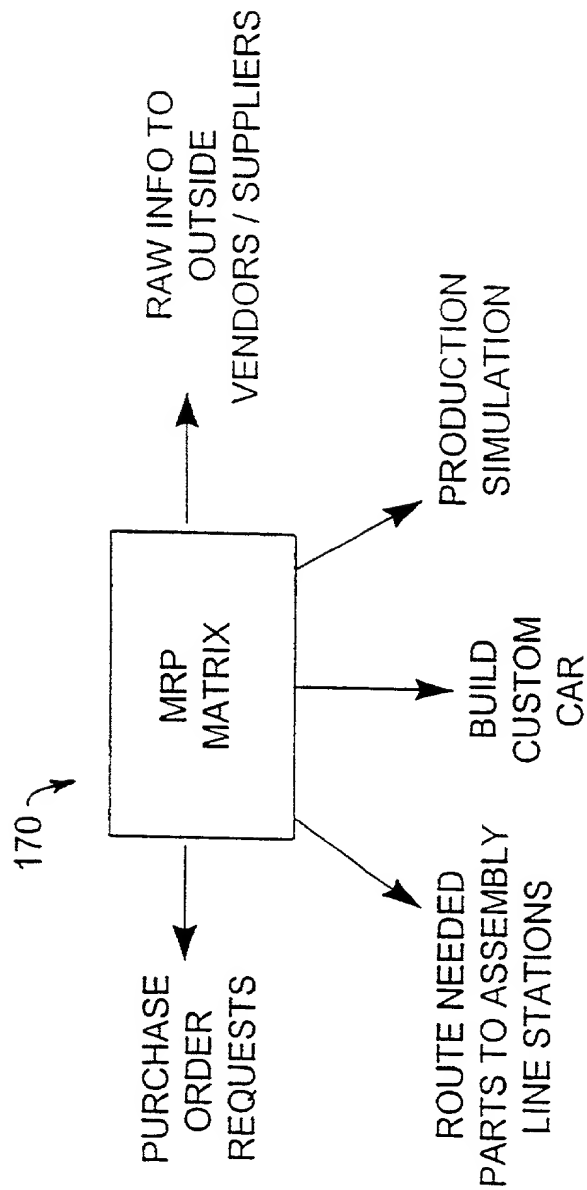 170
MRP
MATRIX
PURCHASE
ORDER
REQUESTS
RAW INFO TO
OUTSIDE
VENDORS / SUPPLIERS
ROUTE NEEDED
PARTS TO ASSEMBLY
LINE STATIONS
BUILD
CUSTOM
CAR
PRODUCTION
SIMULATION